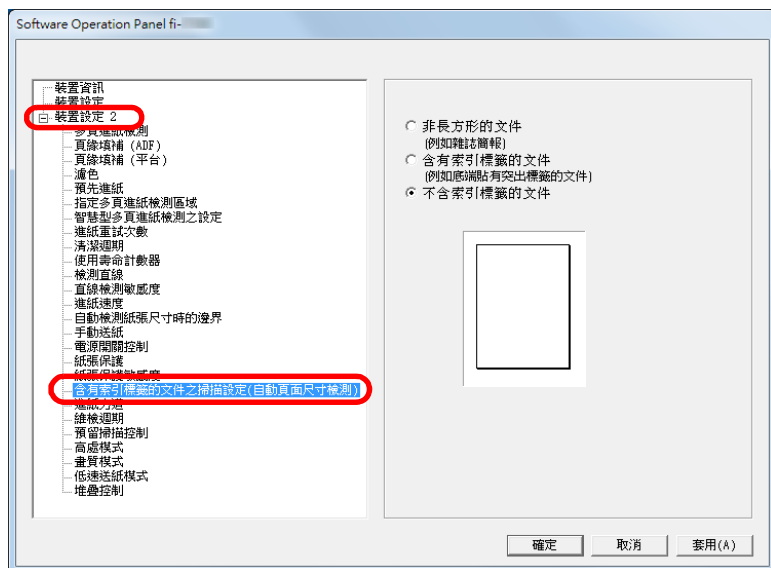 Software Operation Panel fi-
裝置資訊
裝置設定
裝置設定 2
多頁進紙檢測
頁緣填補 (ADF)
頁緣填補 (平台)
濾色
預先進紙
指定多頁進紙檢測區域
智慧型多頁進紙檢測之設定
進紙重試次數
清潔週期
使用壽命計數器
檢測直線
直線檢測敏感度
進紙速度
自動檢測紙張尺寸時的邊界
手動送紙
電源開關控制
紙張保護
紙張保護敏感度
含有索引標籤的文件之掃描設定(自動頁面尺寸檢測)
進紙方道
維檢週期
預留掃描控制
高處模式
畫質模式
低速送紙模式
堆疊控制
非長方形的文件
(例如雜誌簡報)
含有索引標籤的文件
(例如底端貼有突出標籤的文件)
不含索引標籤的文件
確定
取消
套用(A)